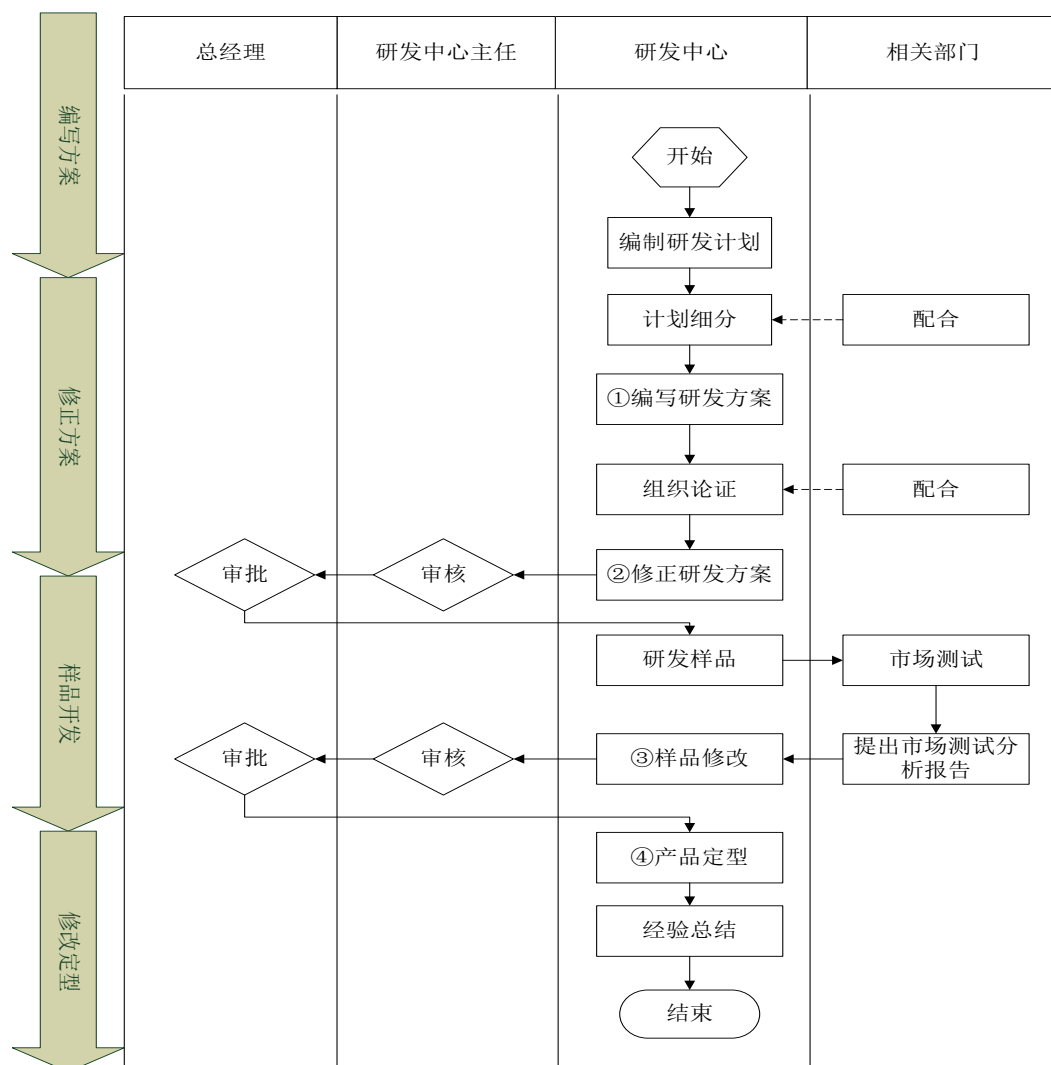 总经理
研发中心主任
研发中心
相关部门
编写方案
开始
编制研发计划
计划细分
配合
修正方案
①编写研发方案
组织论证
配合
审批
审核
②修正研发方案
样品开发
研发样品
市场测试
审批
审核
③样品修改
提出市场测试分
析报告
修改定型
④产品定型
经验总结
结束